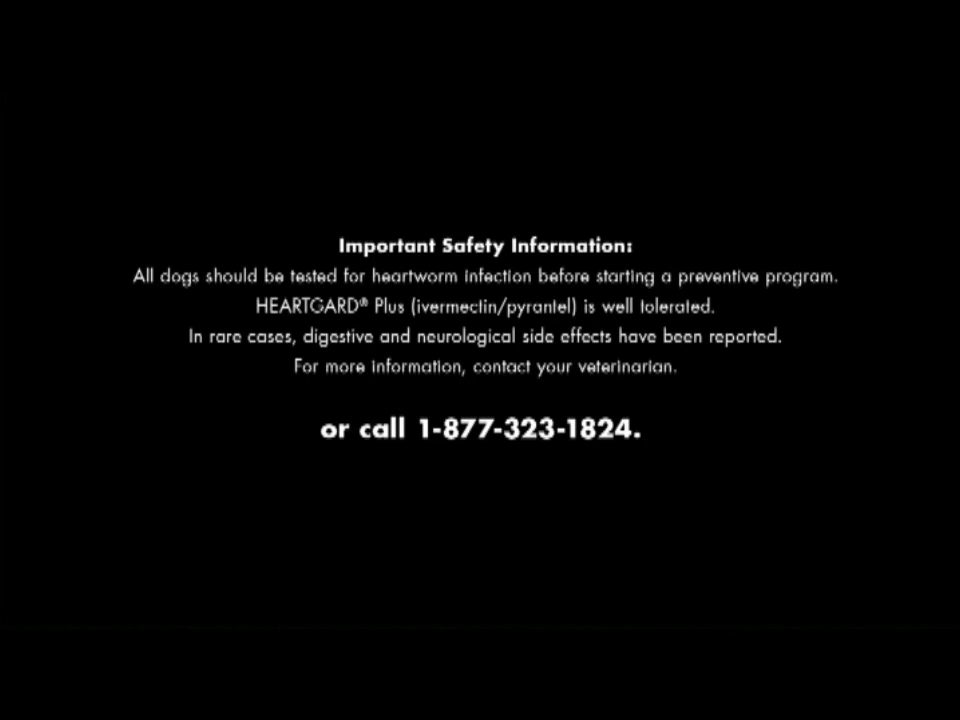 Important Safety Information:
All dogs should be tested for heartworm infection before starting a preventive program.
HEARTGARD® Plus (ivermectin/pyrantel) is well tolerated.
In rare cases, digestive and neurological side effects have been reported.
For more information, contact your veterinarian.
or call 1-877-323-1824.